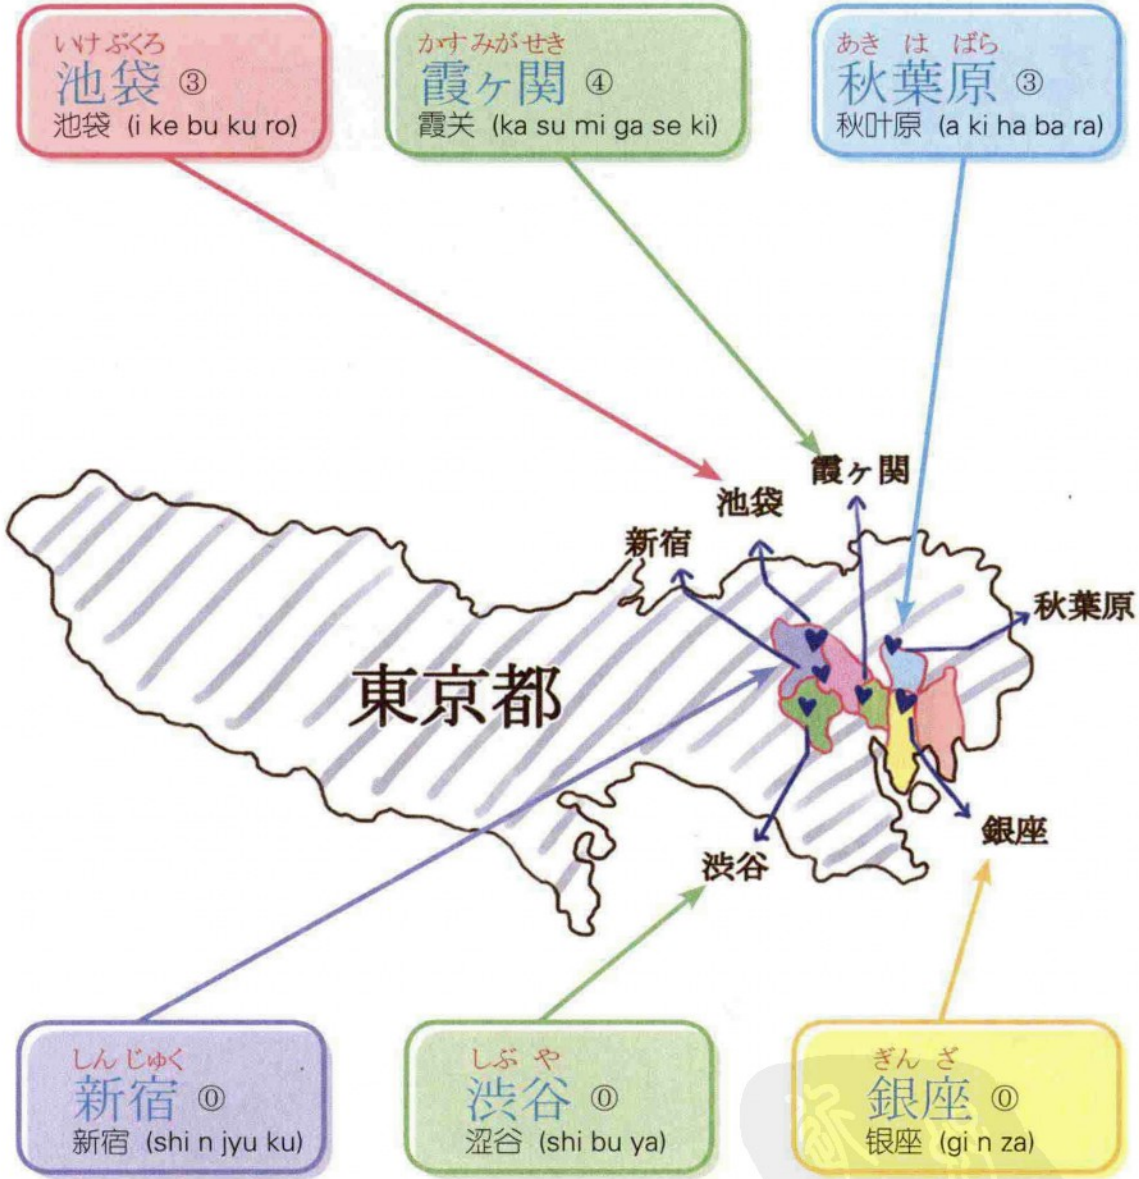 いけぶくろ
池袋 ③
池袋 (i ke bu ku ro)
かすみがせき
霞ヶ関 ④
霞关 (ka su mi ga se ki)
あき は ばら
秋葉原 ③
秋叶原 (a ki ha ba ra)
霞ヶ関
池袋
新宿
秋葉原
東京都
銀座
渋谷
しんじゅく
新宿 ⓪
新宿 (shi n jyu ku)
しぶ や
渋谷 ⓪
涩谷 (shi bu ya)
ぎん ざ
銀座 ⓪
银座 (gi n za)